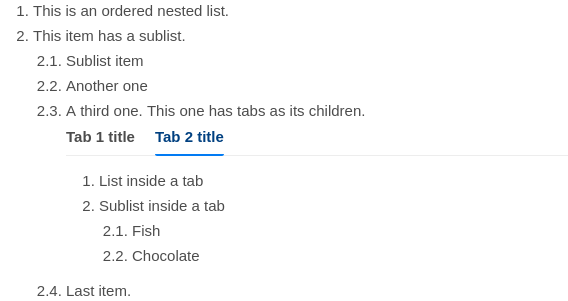 1. This is an ordered nested list.
2. This item has a sublist.
2.1. Sublist item
2.2. Another one
2.3. A third one. This one has tabs as its children.
Tab 1 title Tab 2 title
1. List inside a tab
2. Sublist inside a tab
2.1. Fish
2.2. Chocolate
2.4. Last item.